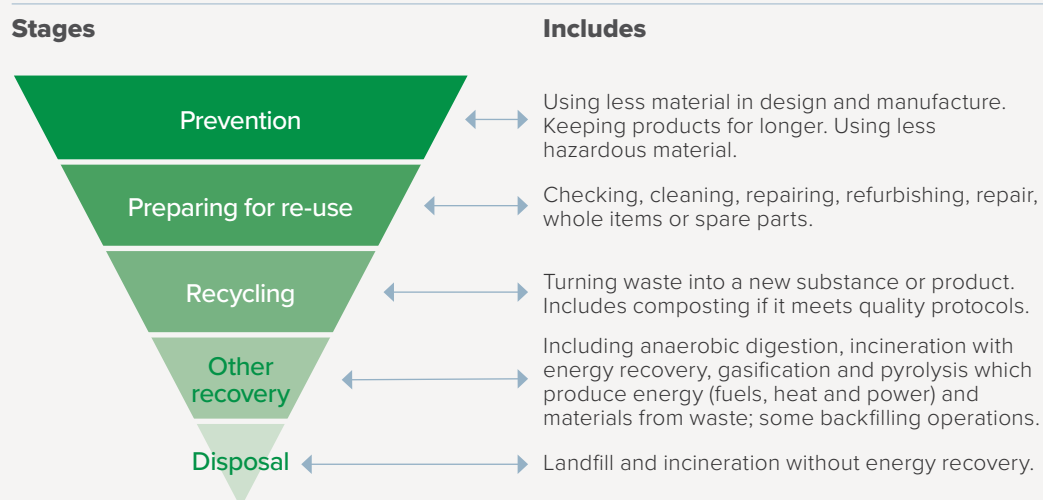 Stages
Includes
Prevention
Using less material in design and manufacture.
Keeping products for longer. Using less
hazardous material.
Preparing for re-use
Checking, cleaning, repairing, refurbishing, repair,
whole items or spare parts.
Recycling
Turning waste into a new substance or product.
Includes composting if it meets quality protocols.
Other
recovery
Including anaerobic digestion, incineration with
energy recovery, gasification and pyrolysis which
produce energy (fuels, heat and power) and
materials from waste; some backfilling operations.
Disposal
Landfill and incineration without energy recovery.